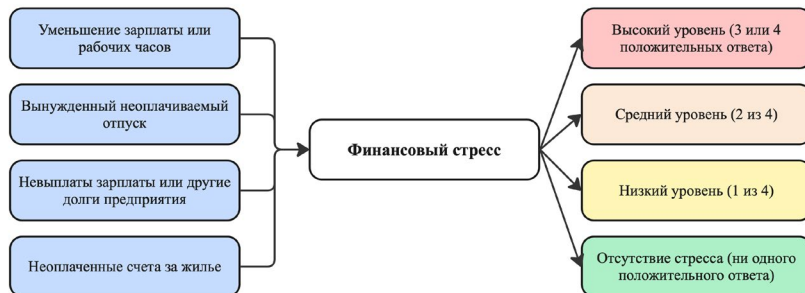 Уменьшение зарплаты или
рабочих часов
Вынужденный неоплачиваемый
отпуск
Невыплаты зарплаты или другие
долги предприятия
Неоплаченные счета за жилье
Финансовый стресс
Высокий уровень (3 или 4
положительных ответа)
Средний уровень (2 из 4)
Низкий уровень (1 из 4)
Отсутствие стресса (ни одного
положительного ответа)